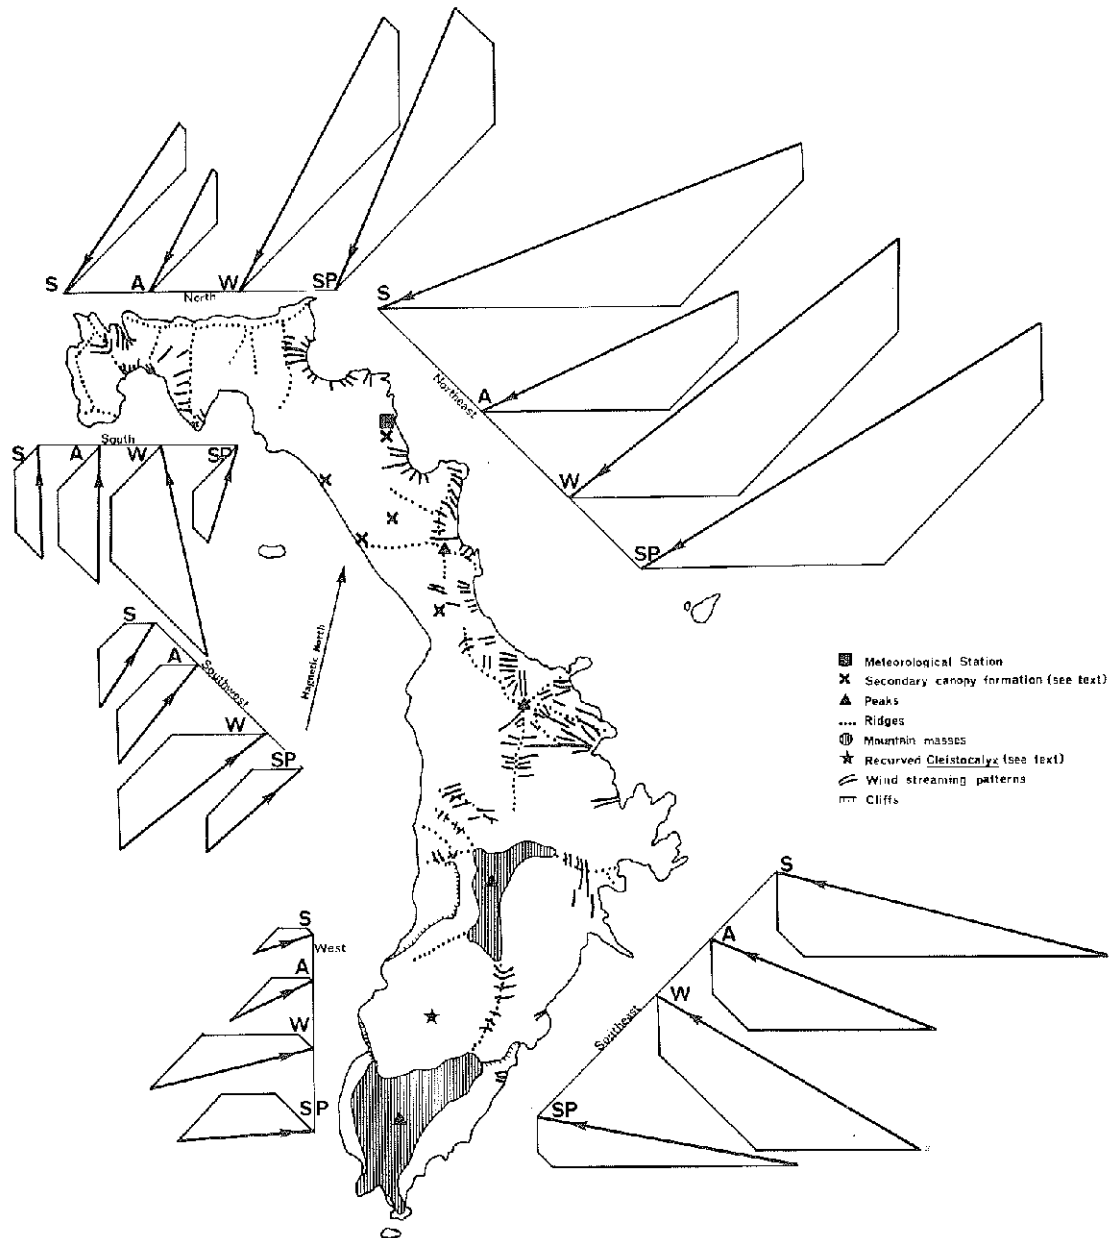 S
A
W
SP
North
S
A
W
SP
Northeast
South
S
A
W
SP
S
A
W
SP
Southwest
Magnetic North
Meteorological Station
Secondary canopy formation (see text)
Peaks
Ridges
Mountain masses
Recurved Cleistocalyx (see text)
Wind streaming patterns
Cliffs
S
A
W
SP
West
S
A
W
SP
Southeast